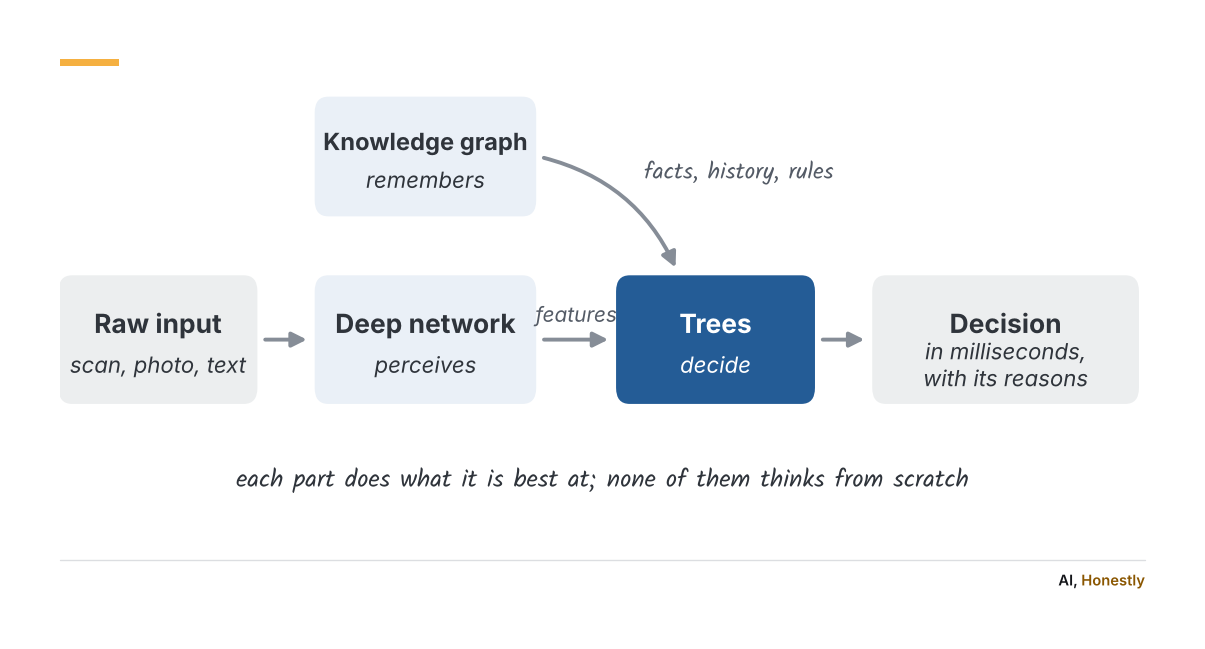 Knowledge graph
remembers
facts, history, rules
Raw input
scan, photo, text
Deep network
perceives
features
Trees
decide
Decision
in milliseconds,
with its reasons
each part does what it is best at; none of them thinks from scratch
AI, Honestly